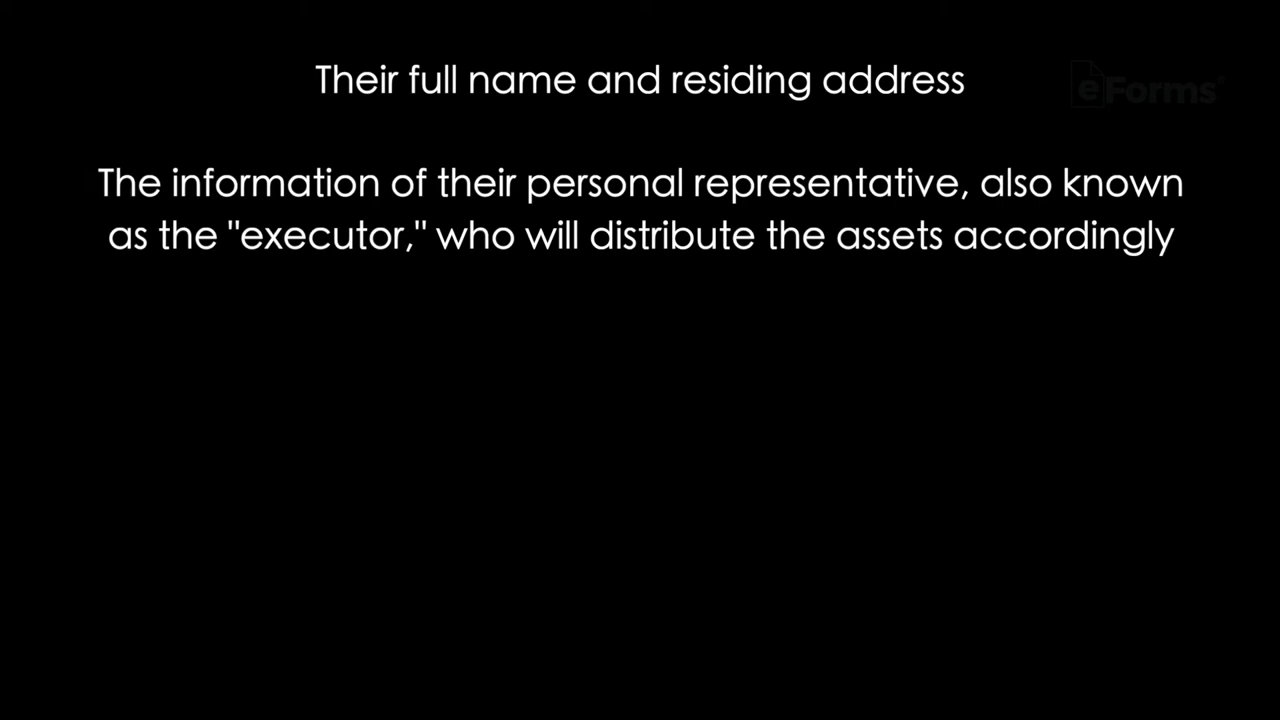 Their full name and residing address
eForms®
The information of their personal representative, also known
as the "executor," who will distribute the assets accordingly